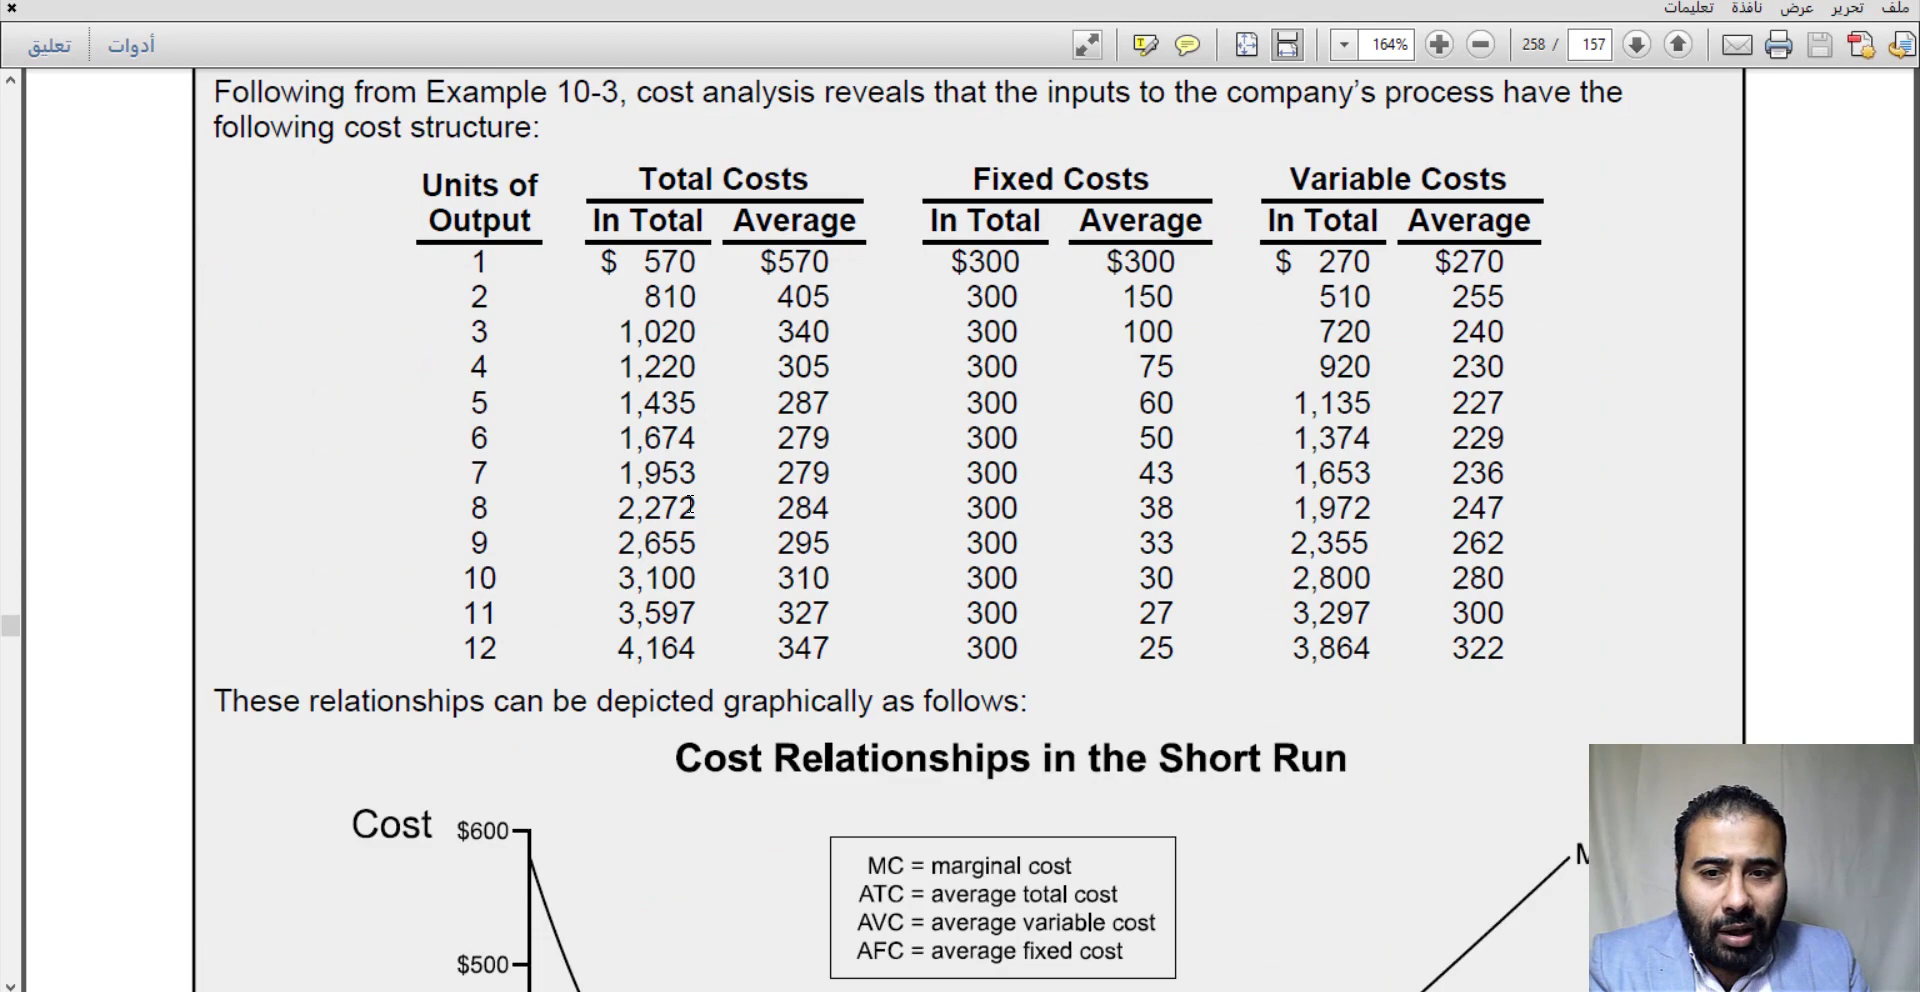 ملف تحرير عرض نافذة تعليمات
تعليق أدوات 164% 258 / 157
Following from Example 10-3, cost analysis reveals that the inputs to the company's process have the
following cost structure:
Units of Output Total Costs Fixed Costs Variable Costs
In Total Average In Total Average In Total Average
1 $ 570 $570 $300 $300 $ 270 $270
2 810 405 300 150 510 255
3 1,020 340 300 100 720 240
4 1,220 305 300 75 920 230
5 1,435 287 300 60 1,135 227
6 1,674 279 300 50 1,374 229
7 1,953 279 300 43 1,653 236
8 2,272 284 300 38 1,972 247
9 2,655 295 300 33 2,355 262
10 3,100 310 300 30 2,800 280
11 3,597 327 300 27 3,297 300
12 4,164 347 300 25 3,864 322
These relationships can be depicted graphically as follows:
Cost Relationships in the Short Run
Cost $600
MC = marginal cost
ATC = average total cost
AVC = average variable cost
AFC = average fixed cost
$500